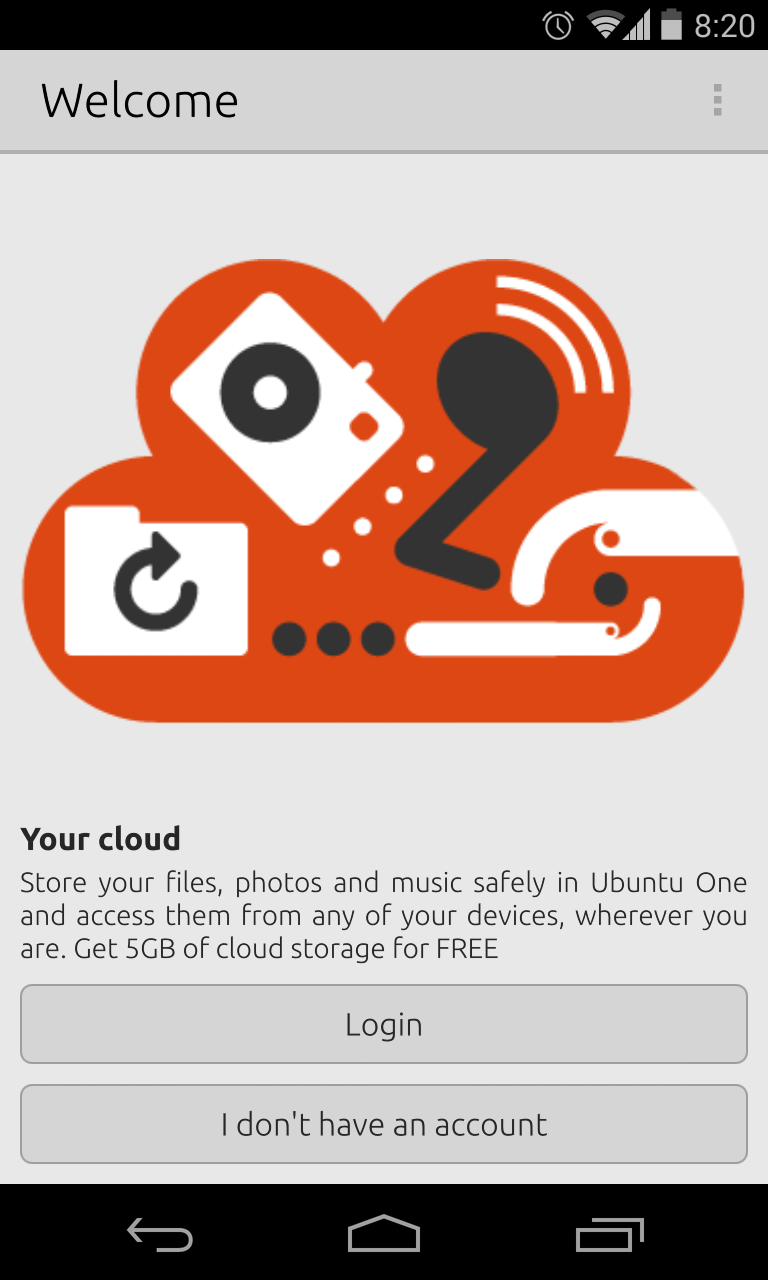 8:20
Welcome
Your cloud
Store your files, photos and music safely in Ubuntu One
and access them from any of your devices, wherever you
are. Get 5GB of cloud storage for FREE
Login
I don't have an account